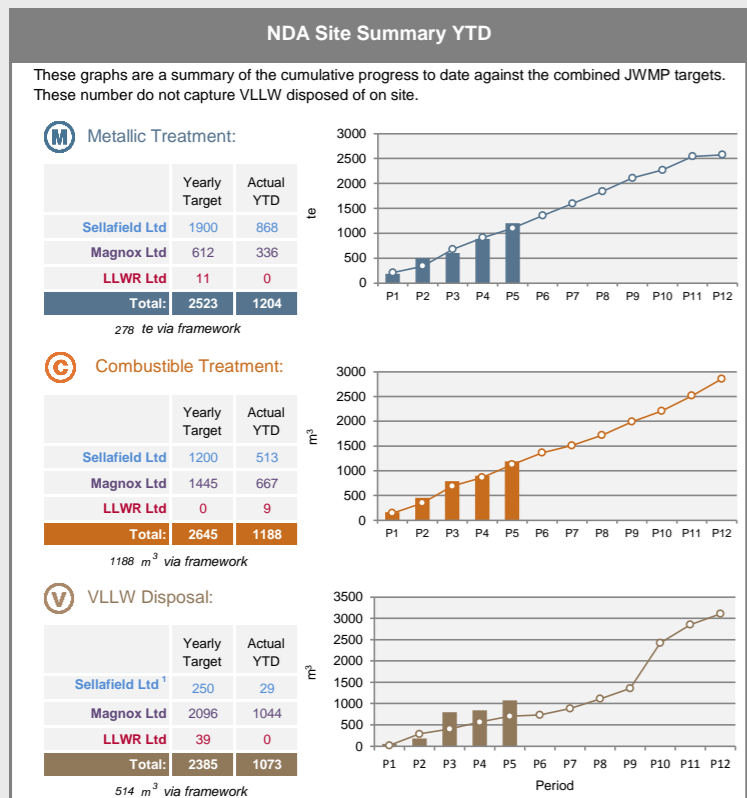 NDA Site Summary YTD
These graphs are a summary of the cumulative progress to date against the combined JWMP targets.
These number do not capture VLLW disposed of on site.
M Metallic Treatment:
Yearly Target Actual YTD
Sellafield Ltd 1900 868
Magnox Ltd 612 336
LLWR Ltd 11 0
Total: 2523 1204
278 te via framework
te
3000
2500
2000
1500
1000
500
0
P1 P2 P3 P4 P5 P6 P7 P8 P9 P10 P11 P12
C Combustible Treatment:
Yearly Target Actual YTD
Sellafield Ltd 1200 513
Magnox Ltd 1445 667
LLWR Ltd 0 9
Total: 2645 1188
1188 m³ via framework
m³
3000
2500
2000
1500
1000
500
0
P1 P2 P3 P4 P5 P6 P7 P8 P9 P10 P11 P12
V VLLW Disposal:
Yearly Target Actual YTD
Sellafield Ltd ¹ 250 29
Magnox Ltd 2096 1044
LLWR Ltd 39 0
Total: 2385 1073
514 m³ via framework
m³
3500
3000
2500
2000
1500
1000
500
0
P1 P2 P3 P4 P5 P6 P7 P8 P9 P10 P11 P12
Period